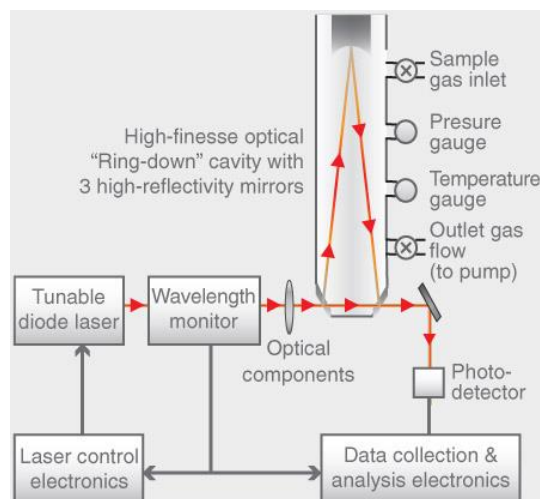 Sample
gas inlet
High-finesse optical
“Ring-down” cavity with
3 high-reflectivity mirrors
Presure
gauge
Temperature
gauge
Outlet gas
flow
(to pump)
Tunable
diode laser
Wavelength
monitor
Optical
components
Photo-
detector
Laser control
electronics
Data collection &
analysis electronics